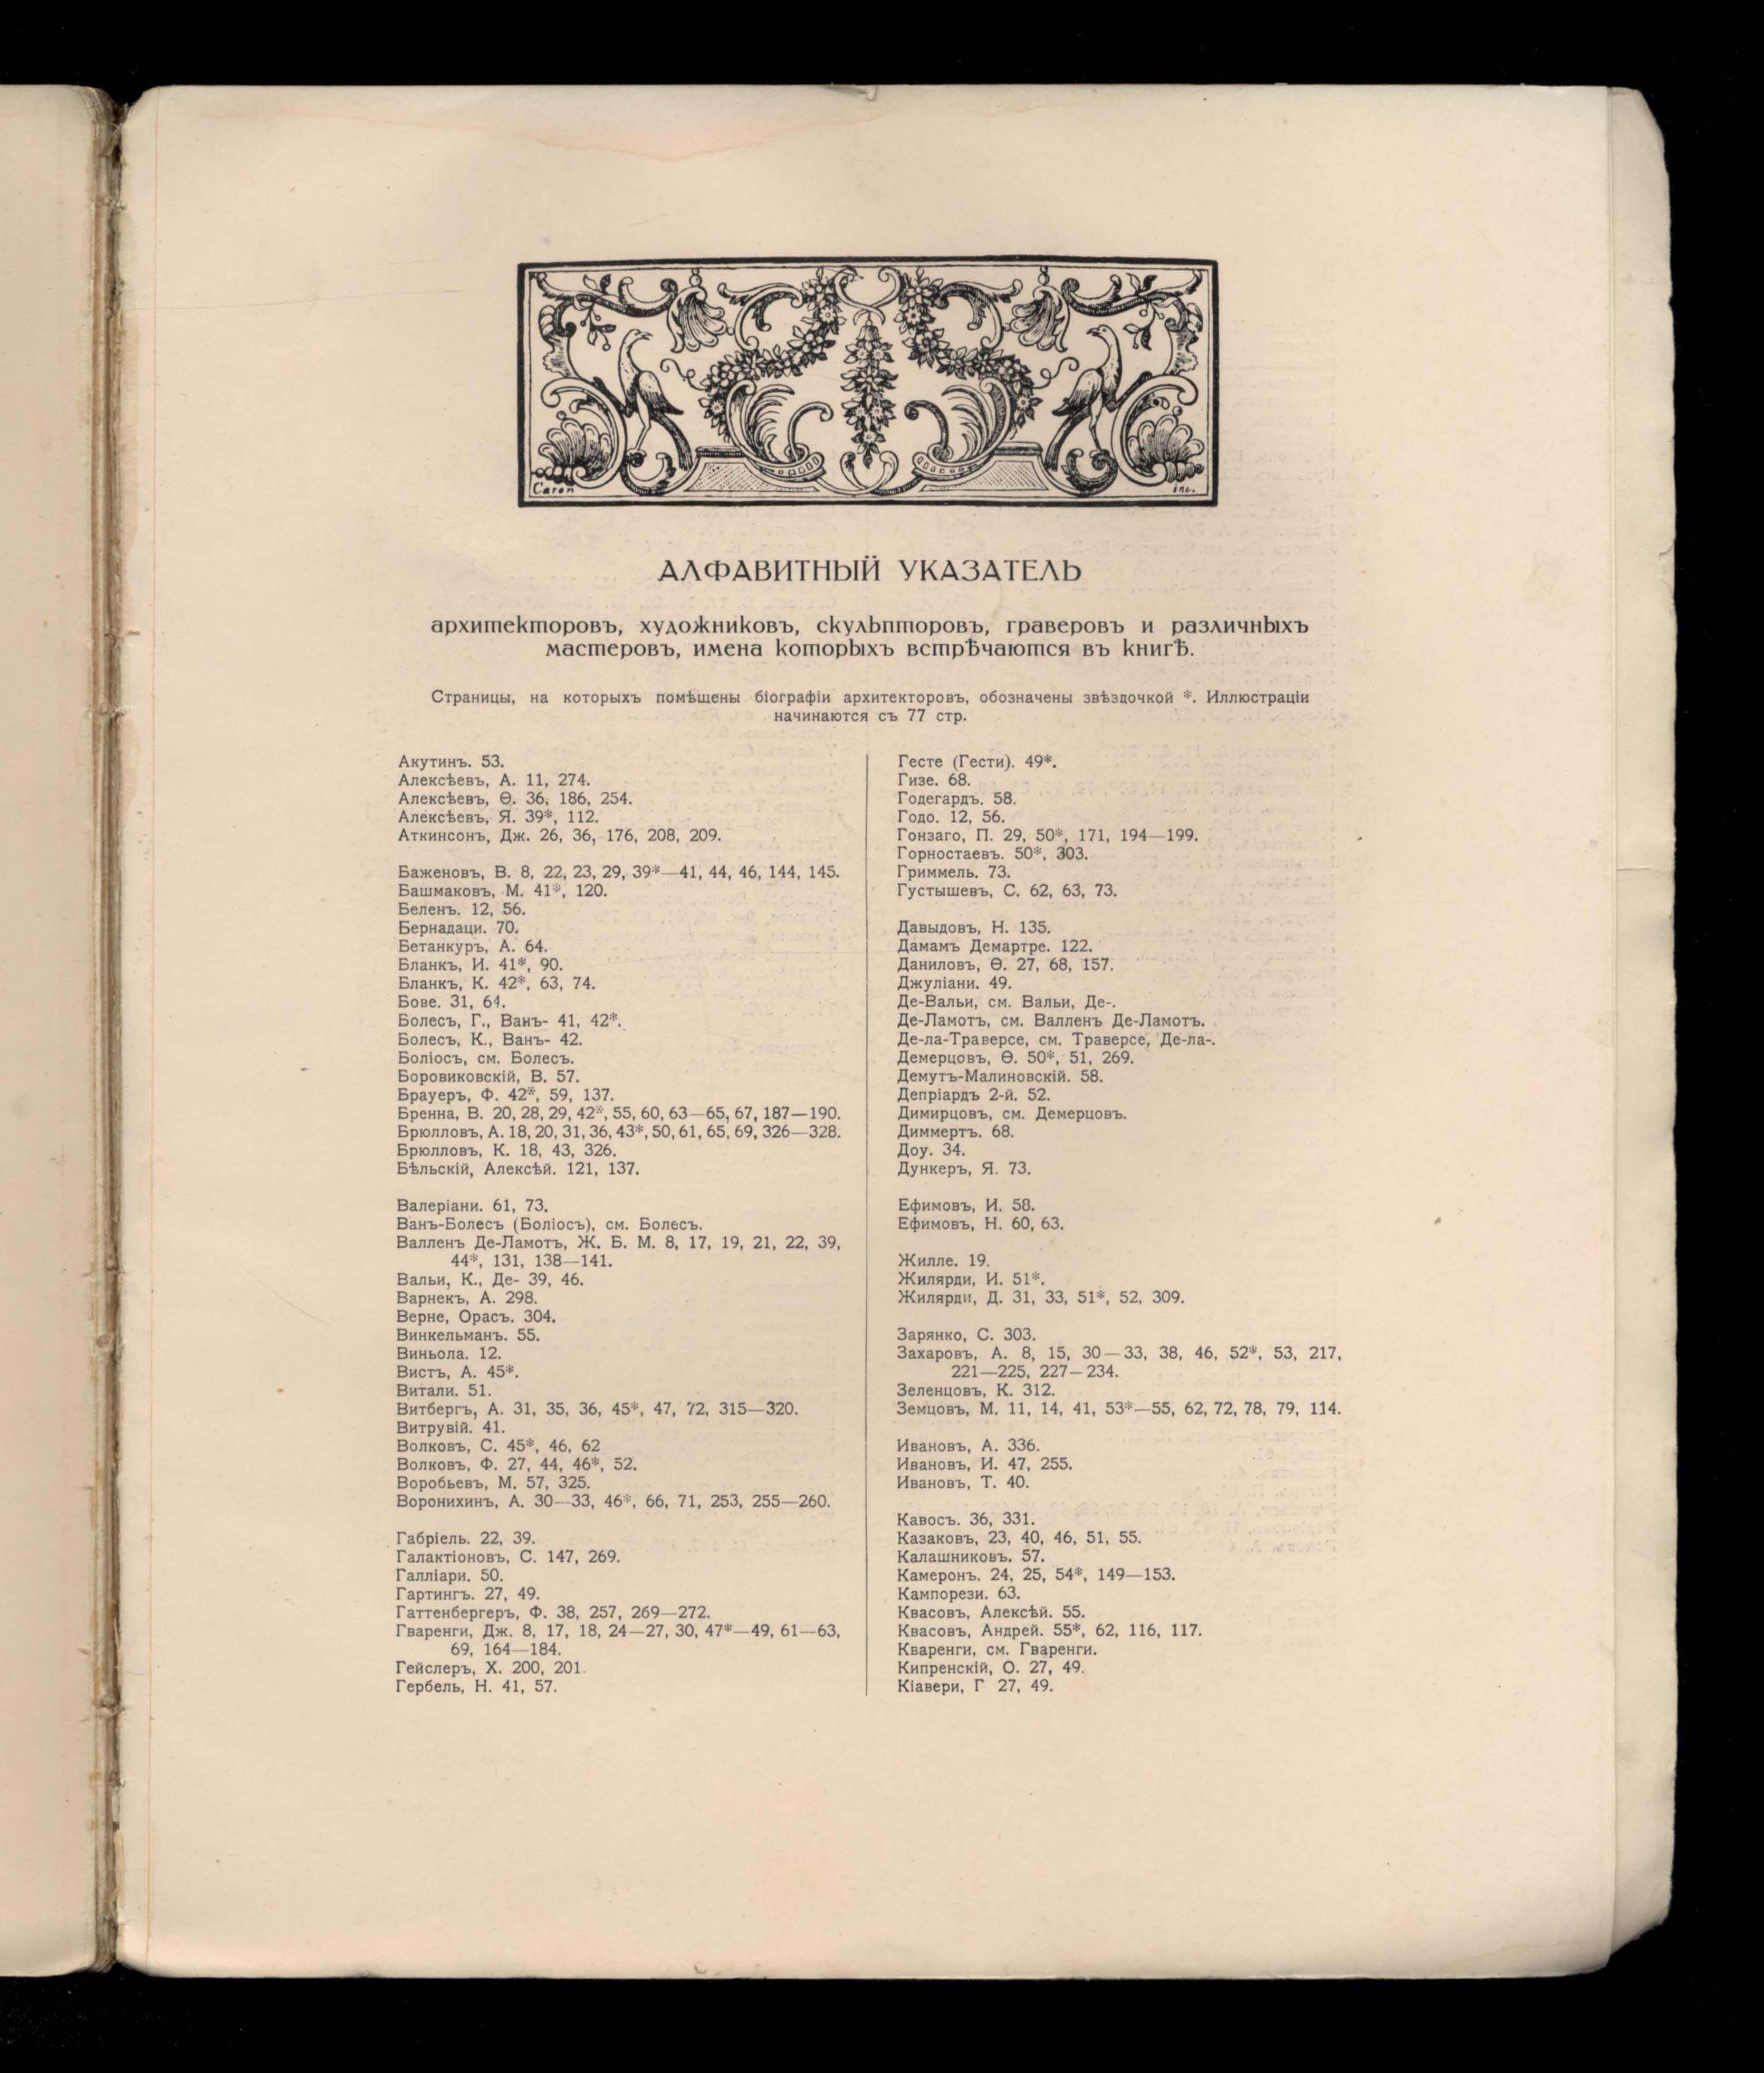 Caron
inc.
АЛФАВИТНЫЙ УКАЗАТЕЛЬ
архитекторовъ, художниковъ, скульпторовъ, граверовъ и различныхъ
мастеровъ, имена которыхъ встрѣчаются въ книгѣ.
Страницы, на которыхъ помѣщены біографіи архитекторовъ, обозначены звѣздочкой *. Иллюстраціи
начинаются съ 77 стр.
Акутинъ. 53.
Алексѣевъ, А. 11, 274.
Алексѣевъ, Ѳ. 36, 186, 254.
Алексѣевъ, Я. 39*, 112.
Аткинсонъ, Дж. 26, 36, 176, 208, 209.
Баженовъ, В. 8, 22, 23, 29, 39*—41, 44, 46, 144, 145.
Башмаковъ, М. 41*, 120.
Беленъ. 12, 56.
Бернадаци. 70.
Бетанкуръ, А. 64.
Бланкъ, И. 41*, 90.
Бланкъ, К. 42*, 63, 74.
Бове. 31, 64.
Болесъ, Г., Ванъ- 41, 42*.
Болесъ, К., Ванъ- 42.
Боліосъ, см. Болесъ.
Боровиковскій, В. 57.
Брауеръ, Ф. 42*, 59, 137.
Бренна, В. 20, 28, 29, 42*, 55, 60, 63—65, 67, 187—190.
Брюлловъ, А. 18, 20, 31, 36, 43*, 50, 61, 65, 69, 326—328.
Брюлловъ, К. 18, 43, 326.
Бѣльскій, Алексѣй. 121, 137.
Валеріани. 61, 73.
Ванъ-Болесъ (Боліосъ), см. Болесъ.
Валленъ Де-Ламотъ, Ж. Б. М. 8, 17, 19, 21, 22, 39,
44*, 131, 138—141.
Вальи, К., Де- 39, 46.
Варнекъ, А. 298.
Верне, Орасъ. 304.
Винкельманъ. 55.
Виньола. 12.
Вистъ, А. 45*.
Витали. 51.
Витбергъ, А. 31, 35, 36, 45*, 47, 72, 315—320.
Витрувій. 41.
Волковъ, С. 45*, 46, 62
Волковъ, Ф. 27, 44, 46*, 52.
Воробьевъ, М. 57, 325.
Воронихинъ, А. 30—33, 46*, 66, 71, 253, 255—260.
Габріель. 22, 39.
Галактіоновъ, С. 147, 269.
Галліари. 50.
Гартингъ. 27, 49.
Гаттенбергеръ, Ф. 38, 257, 269—272.
Гваренги, Дж. 8, 17, 18, 24—27, 30, 47*—49, 61—63,
69, 164—184.
Гейслеръ, Х. 200, 201.
Гербель, Н. 41, 57.
Гесте (Гести). 49*.
Гизе. 68.
Годегардъ. 58.
Годо. 12, 56.
Гонзаго, П. 29, 50*, 171, 194—199.
Горностаевъ. 50*, 303.
Гриммель. 73.
Густышевъ, С. 62, 63, 73.
Давыдовъ, Н. 135.
Дамамъ Демартре. 122.
Даниловъ, Ѳ. 27, 68, 157.
Джуліани. 49.
Де-Вальи, см. Вальи, Де-.
Де-Ламотъ, см. Валленъ Де-Ламотъ.
Де-ла-Траверсе, см. Траверсе, Де-ла-.
Демерцовъ, Ѳ. 50*, 51, 269.
Демутъ-Малиновскій. 58.
Депріардъ 2-й. 52.
Димирцовъ, см. Демерцовъ.
Диммертъ. 68.
Доу. 34.
Дункеръ, Я. 73.
Ефимовъ, И. 58.
Ефимовъ, Н. 60, 63.
Жилле. 19.
Жилярди, И. 51*.
Жилярди, Д. 31, 33, 51*, 52, 309.
Зарянко, С. 303.
Захаровъ, А. 8, 15, 30—33, 38, 46, 52*, 53, 217,
221—225, 227—234.
Зеленцовъ, К. 312.
Земцовъ, М. 11, 14, 41, 53*—55, 62, 72, 78, 79, 114.
Ивановъ, А. 336.
Ивановъ, И. 47, 255.
Ивановъ, Т. 40.
Кавосъ. 36, 331.
Казаковъ, 23, 40, 46, 51, 55.
Калашниковъ. 57.
Камеронъ. 24, 25, 54*, 149—153.
Кампорези. 63.
Квасовъ, Алексѣй. 55.
Квасовъ, Андрей. 55*, 62, 116, 117.
Кваренги, см. Гваренги.
Кипренскій, О. 27, 49.
Кіавери, Г 27, 49.